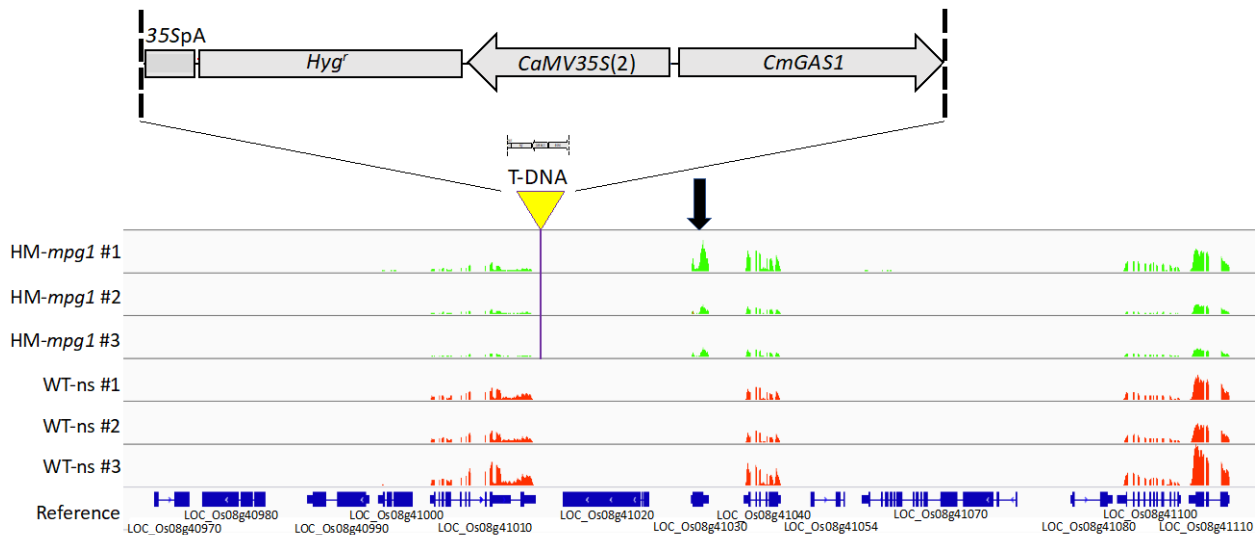 35SpA
Hygʳ
CaMV35S(2)
CmGAS1
T-DNA
HM-mpg1 #1
HM-mpg1 #2
HM-mpg1 #3
WT-ns #1
WT-ns #2
WT-ns #3
Reference
LOC_Os08g40970
LOC_Os08g40980
LOC_Os08g40990
LOC_Os08g41000
LOC_Os08g41010
LOC_Os08g41020
LOC_Os08g41030
LOC_Os08g41040
LOC_Os08g41054
LOC_Os08g41070
LOC_Os08g41080
LOC_Os08g41100
LOC_Os08g41110